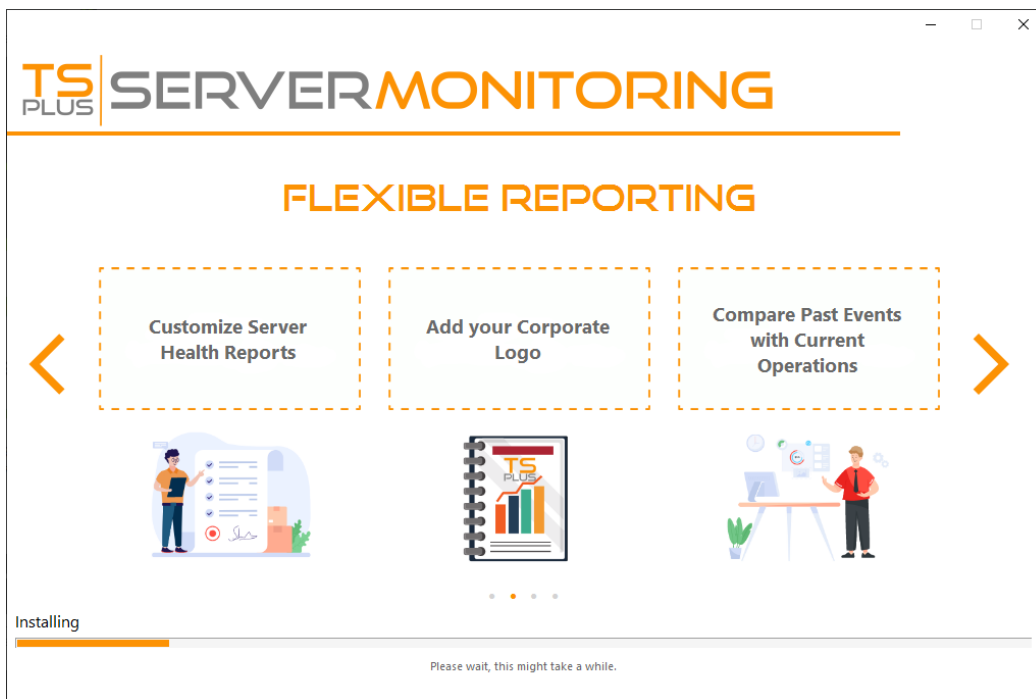 TS
PLUS
SERVERMONITORING
FLEXIBLE REPORTING
Customize Server
Health Reports
Add your Corporate
Logo
Compare Past Events
with Current
Operations
TS
PLUS
Installing
Please wait, this might take a while.